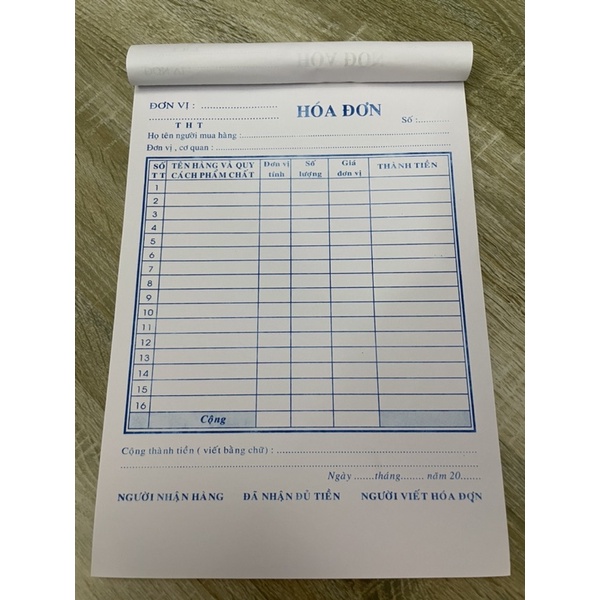 ĐƠN VỊ : ........................
..................................
T H T
HÓA ĐƠN
Số :..........
Họ tên người mua hàng :............................................................
Đơn vị , cơ quan : ......................................................................
SỐ TT TÊN HÀNG VÀ QUY CÁCH PHẨM CHẤT Đơn vị tính Số lượng Giá đơn vị THÀNH TIỀN
1
2
3
4
5
6
7
8
9
10
11
12
13
14
15
16
Cộng
Cộng thành tiền ( viết bằng chữ) : ..................................................
..........................................................................................
Ngày .......tháng........ năm 20.......
NGƯỜI NHẬN HÀNG ĐÃ NHẬN ĐỦ TIỀN NGƯỜI VIẾT HÓA ĐƠN